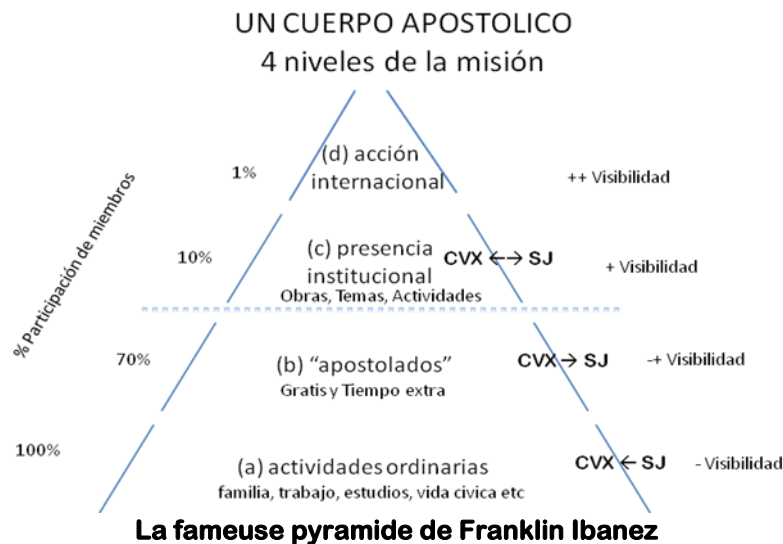 UN CUERPO APOSTOLICO
4 niveles de la misión
% Participación de miembros
1%
(d) acción
internacional
++ Visibilidad
10%
(c) presencia
institucional
Obras, Temas, Actividades
CVX ←→ SJ
+ Visibilidad
70%
(b) “apostolados”
Gratis y Tiempo extra
CVX → SJ
-+ Visibilidad
100%
(a) actividades ordinarias
familia, trabajo, estudios, vida civica etc
CVX ← SJ
- Visibilidad
La fameuse pyramide de Franklin Ibanez